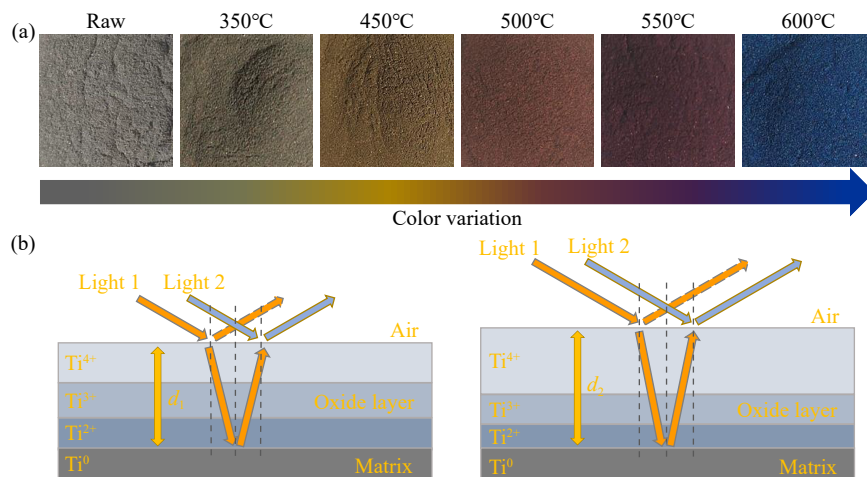 (a)
Raw 350℃ 450℃ 500℃ 550℃ 600℃
Color variation
(b)
Light 1 Light 2
Air
Ti⁴⁺
Ti³⁺
Ti²⁺
Ti⁰
d₁
Oxide layer
Matrix
Light 1 Light 2
Air
Ti⁴⁺
Ti³⁺
Ti²⁺
Ti⁰
d₂
Oxide layer
Matrix